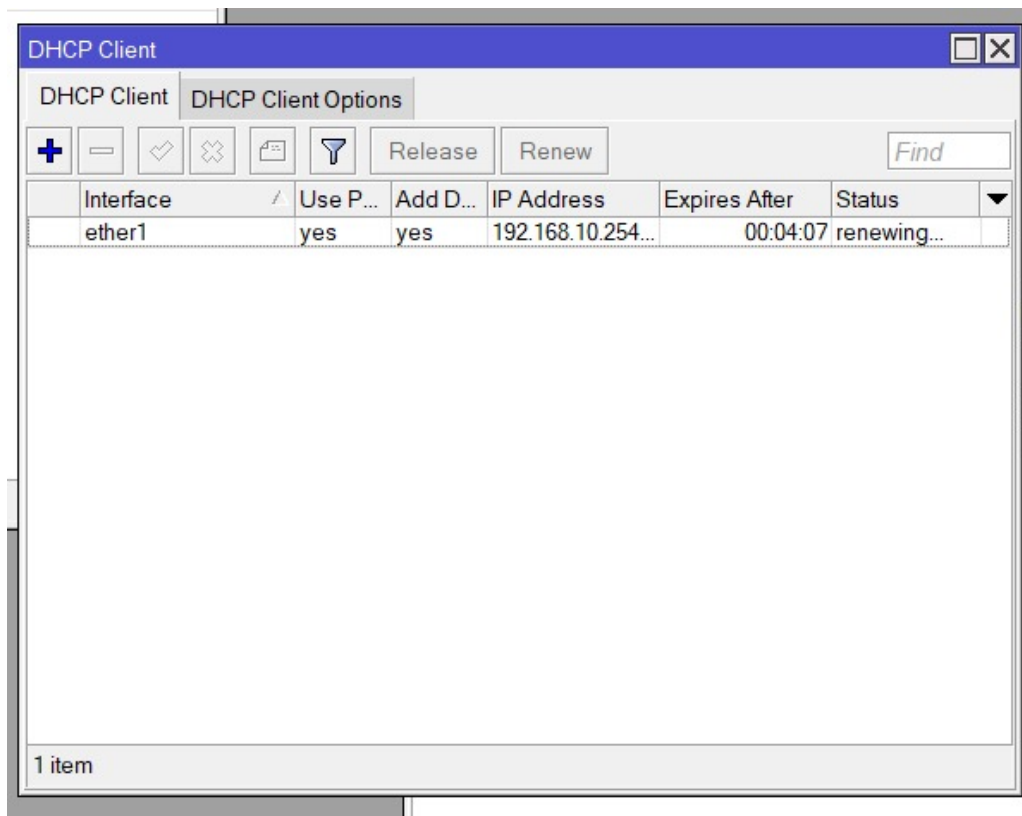 DHCP Client
DHCP Client DHCP Client Options
Release Renew Find
Interface Use P... Add D... IP Address Expires After Status
ether1 yes yes 192.168.10.254... 00:04:07 renewing...
1 item